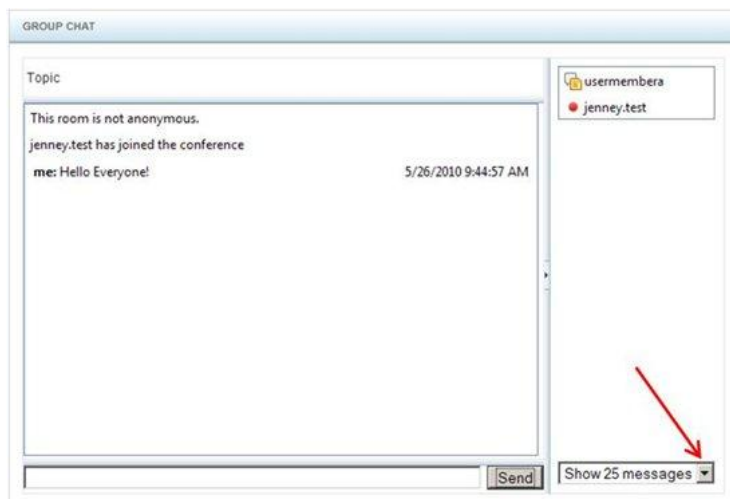 GROUP CHAT
Topic
This room is not anonymous.
jenney.test has joined the conference
me: Hello Everyone! 5/26/2010 9:44:57 AM
Send
usermembera
jenney.test
Show 25 messages